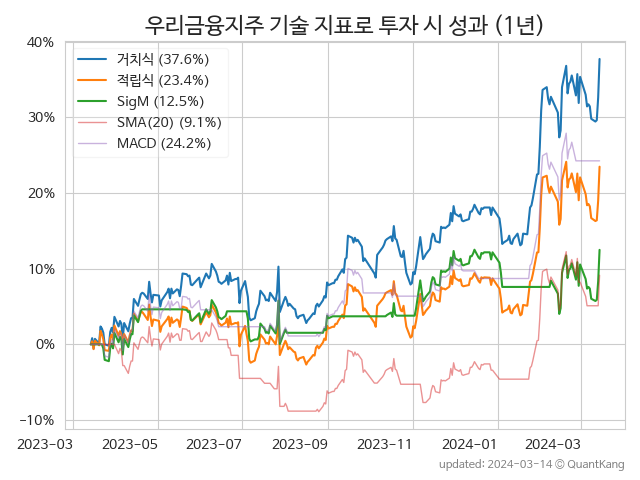 우리금융지주 기술 지표로 투자 시 성과 (1년)
40%
30%
20%
10%
0%
−10%
거치식 (37.6%)
적립식 (23.4%)
SigM (12.5%)
SMA(20) (9.1%)
MACD (24.2%)
2023-03 2023-05 2023-07 2023-09 2023-11 2024-01 2024-03
updated: 2024-03-14 © QuantKang